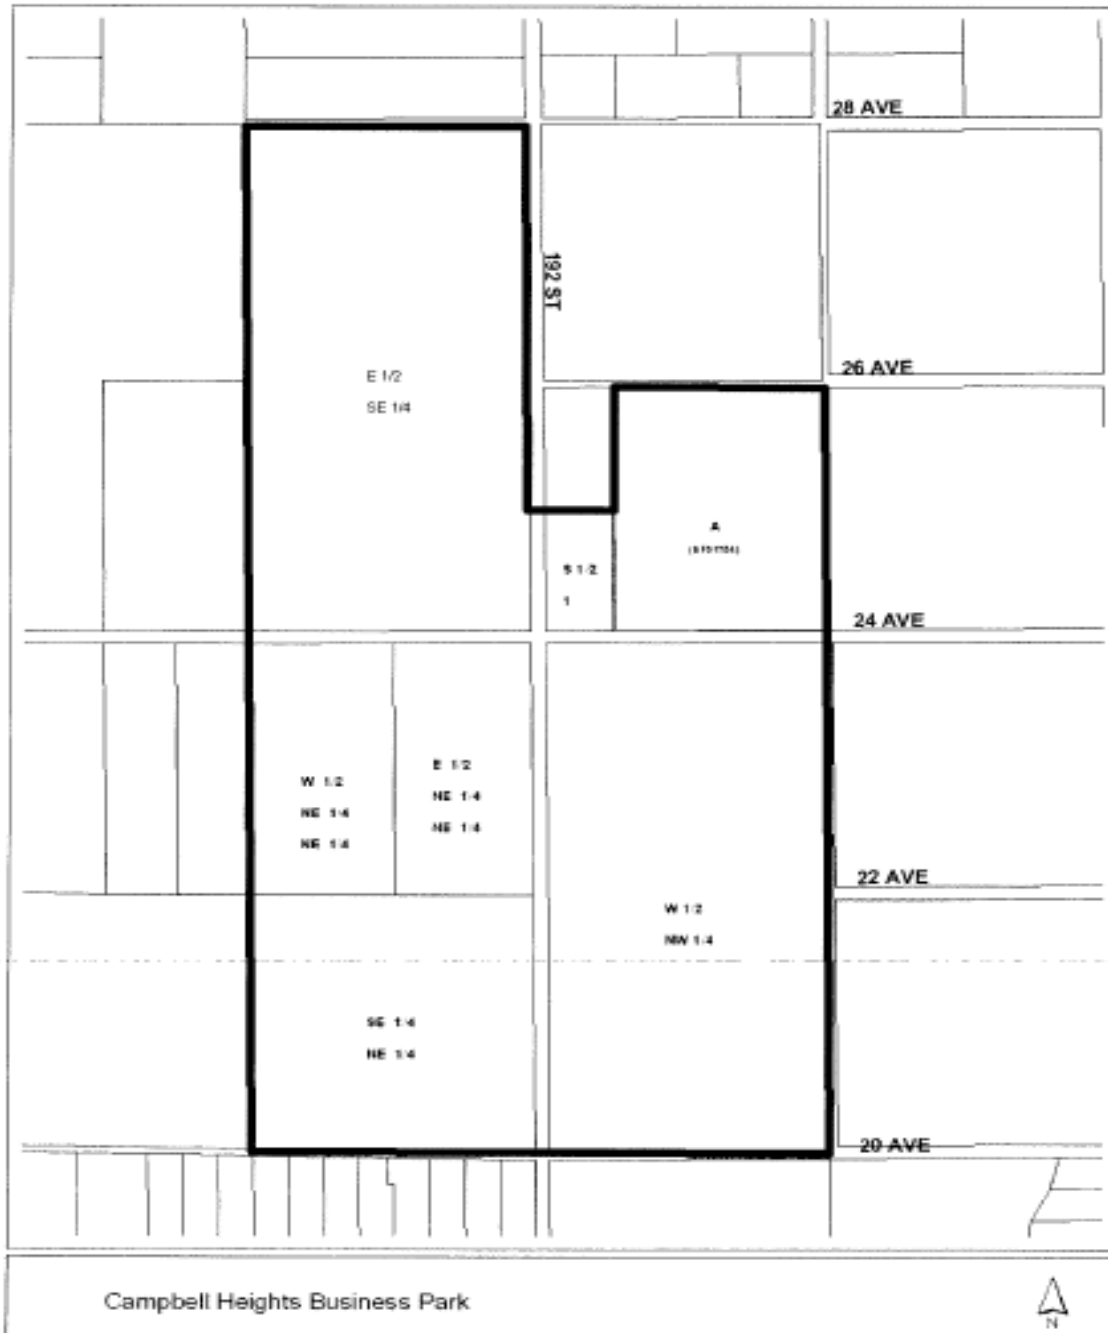 28 AVE
192 ST
26 AVE
E 1/2
SE 1/4
A
S 1/2
1
24 AVE
W 1/2
NE 1/4
NE 1/4
E 1/2
NE 1/4
NE 1/4
22 AVE
W 1/2
NW 1/4
SE 1/4
NE 1/4
20 AVE
Campbell Heights Business Park
N